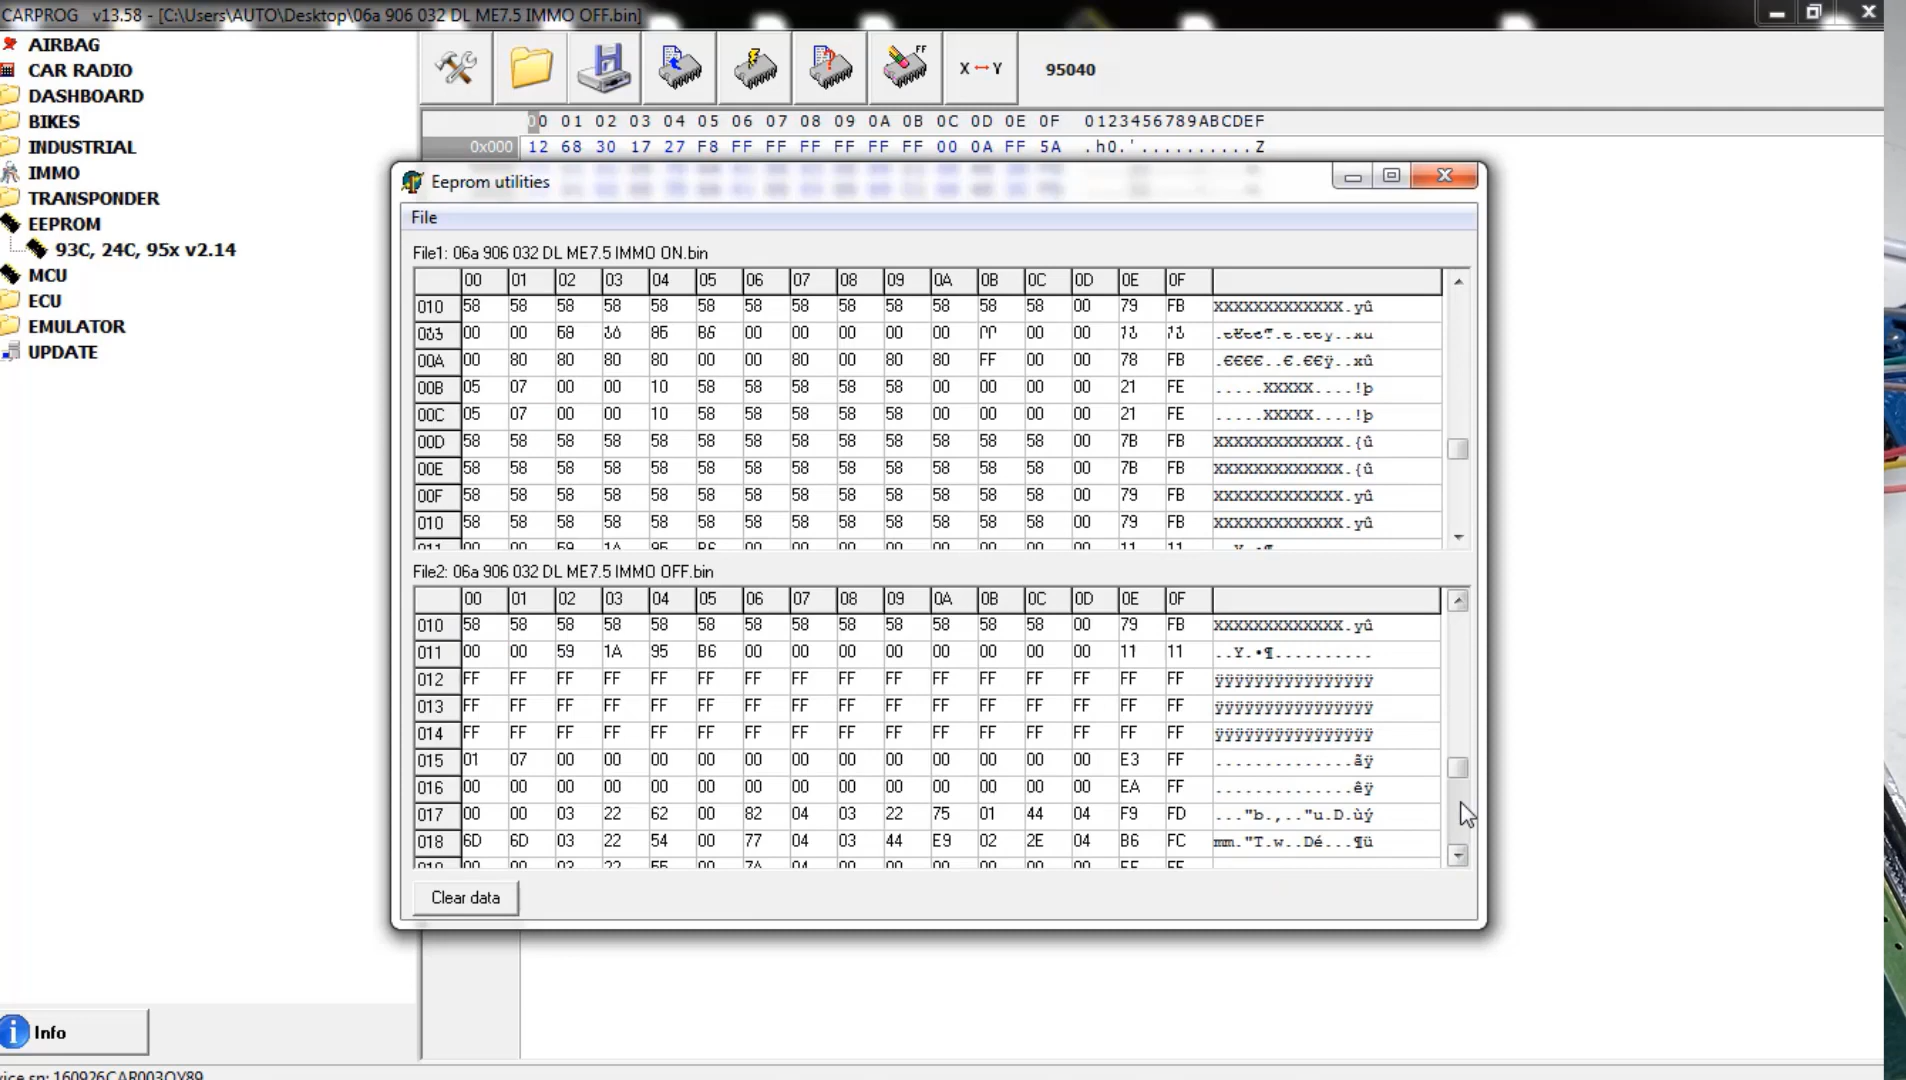 CARPROG v13.58 - [C:\Users\AUTO\Desktop\06a 906 032 DL ME7.5 IMMO OFF.bin]
AIRBAG
CAR RADIO
DASHBOARD
BIKES
INDUSTRIAL
IMMO
TRANSPONDER
EEPROM
93C, 24C, 95x v2.14
MCU
ECU
EMULATOR
UPDATE
FF
X Y
95040
00 01 02 03 04 05 06 07 08 09 0A 0B 0C 0D 0E 0F 0123456789ABCDEF
0x000 12 68 30 17 27 F8 FF FF FF FF FF FF 00 0A FF 5A .h0.'..........Z
Eeprom utilities
File
File1: 06a 906 032 DL ME7.5 IMMO ON.bin
00 01 02 03 04 05 06 07 08 09 0A 0B 0C 0D 0E 0F
010 58 58 58 58 58 58 58 58 58 58 58 58 58 00 79 FB XXXXXXXXXXXXX.yû
00 00 B6 00 00 00 00 00 00 00
00A 00 80 80 80 80 00 00 80 00 80 80 FF 00 00 78 FB .€€€€..€.€€ÿ..xû
00B 05 07 00 00 10 58 58 58 58 58 00 00 00 00 21 FE .....XXXXX....!þ
00C 05 07 00 00 10 58 58 58 58 58 00 00 00 00 21 FE .....XXXXX....!þ
00D 58 58 58 58 58 58 58 58 58 58 58 58 58 00 7B FB XXXXXXXXXXXXX.{û
00E 58 58 58 58 58 58 58 58 58 58 58 58 58 00 7B FB XXXXXXXXXXXXX.{û
00F 58 58 58 58 58 58 58 58 58 58 58 58 58 00 79 FB XXXXXXXXXXXXX.yû
010 58 58 58 58 58 58 58 58 58 58 58 58 58 00 79 FB XXXXXXXXXXXXX.yû
File2: 06a 906 032 DL ME7.5 IMMO OFF.bin
00 01 02 03 04 05 06 07 08 09 0A 0B 0C 0D 0E 0F
010 58 58 58 58 58 58 58 58 58 58 58 58 58 00 79 FB XXXXXXXXXXXXX.yû
011 00 00 59 1A 95 B6 00 00 00 00 00 00 00 00 11 11 ..Y.•¶..........
012 FF FF FF FF FF FF FF FF FF FF FF FF FF FF FF FF ÿÿÿÿÿÿÿÿÿÿÿÿÿÿÿÿ
013 FF FF FF FF FF FF FF FF FF FF FF FF FF FF FF FF ÿÿÿÿÿÿÿÿÿÿÿÿÿÿÿÿ
014 FF FF FF FF FF FF FF FF FF FF FF FF FF FF FF FF ÿÿÿÿÿÿÿÿÿÿÿÿÿÿÿÿ
015 01 07 00 00 00 00 00 00 00 00 00 00 00 00 E3 FF ..............ãÿ
016 00 00 00 00 00 00 00 00 00 00 00 00 00 00 EA FF ..............êÿ
017 00 00 03 22 62 00 82 04 03 22 75 01 44 04 F9 FD ..."b.‚.."u.D.ùý
018 6D 6D 03 22 54 00 77 04 03 44 E9 02 2E 04 B6 FC mm."T.w..Dé...¶ü
Clear data
Info